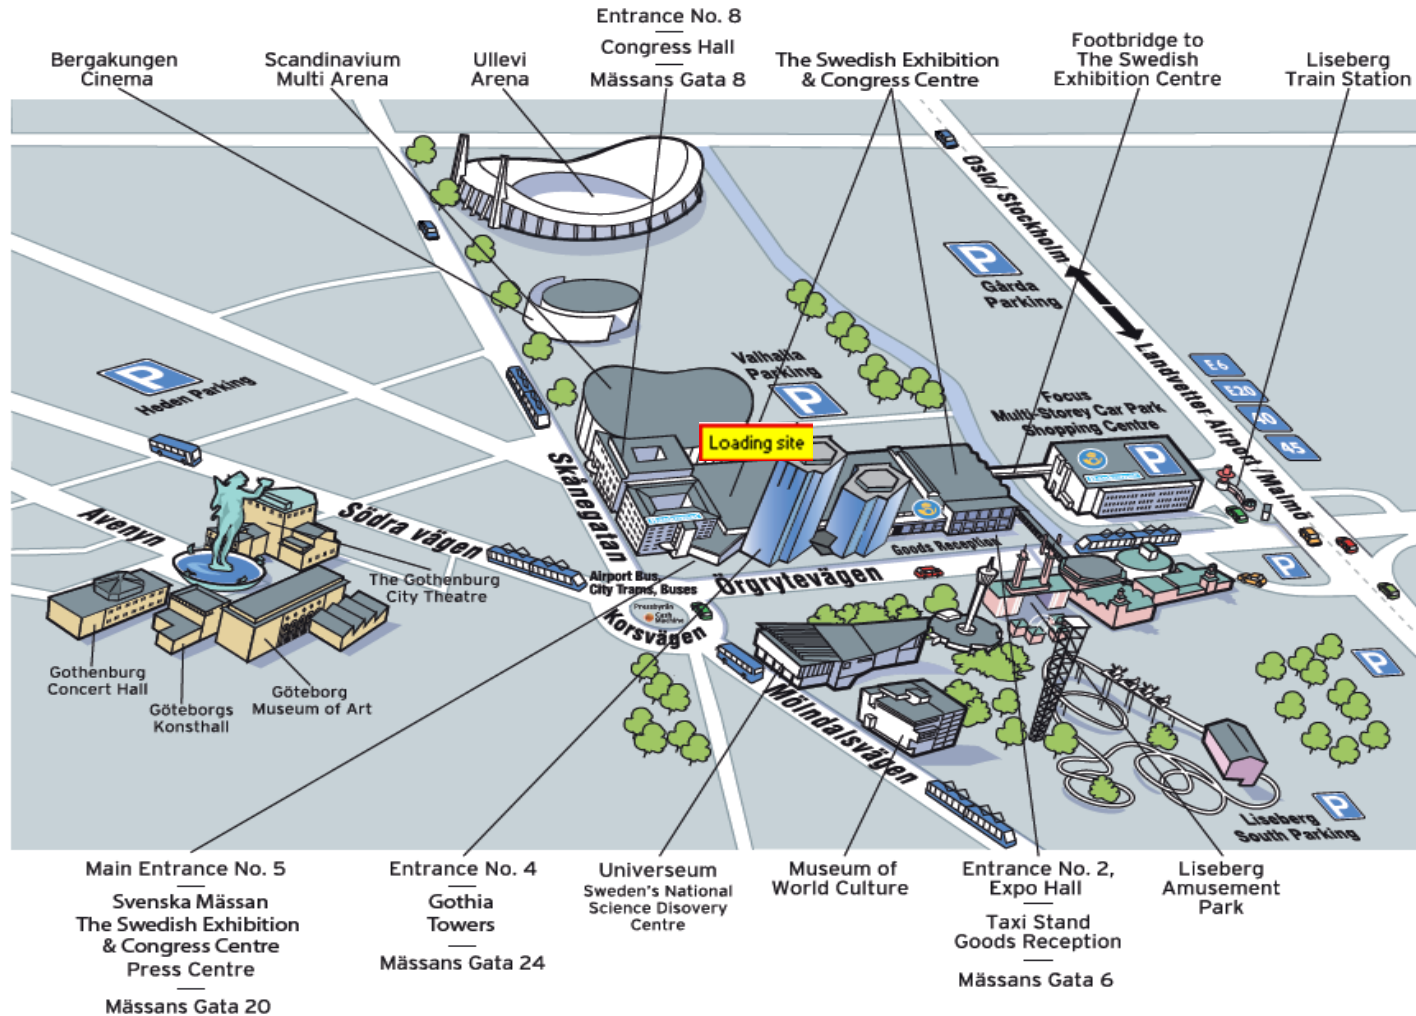 Entrance No. 8
Congress Hall
Mässans Gata 8
Bergakungen
Cinema
Scandinavium
Multi Arena
Ullevi
Arena
The Swedish Exhibition
& Congress Centre
Footbridge to
The Swedish
Exhibition Centre
Liseberg
Train Station
Oslo/ Stockholm
P
Gårda
Parking
Landvetter Airport /Malmö
E6
E20
40
45
P
Heden Parking
Valhalla
Parking
P
Focus
Multi-Storey Car Park
Shopping Centre
P
Loading site
Skånegatan
Avenyn
Södra vägen
The Gothenburg
City Theatre
Airport Bus,
City Trams, Buses
Pressbyrån
Cash
Machine
Korsvägen
Örgrytevägen
Goods Reception
P
Gothenburg
Concert Hall
Göteborgs
Konsthall
Göteborg
Museum of Art
Mölndalsvägen
P
P
Liseberg
South Parking
Main Entrance No. 5
Svenska Mässan
The Swedish Exhibition
& Congress Centre
Press Centre
Mässans Gata 20
Entrance No. 4
Gothia
Towers
Mässans Gata 24
Universeum
Sweden's National
Science Disovery
Centre
Museum of
World Culture
Entrance No. 2,
Expo Hall
Taxi Stand
Goods Reception
Mässans Gata 6
Liseberg
Amusement
Park